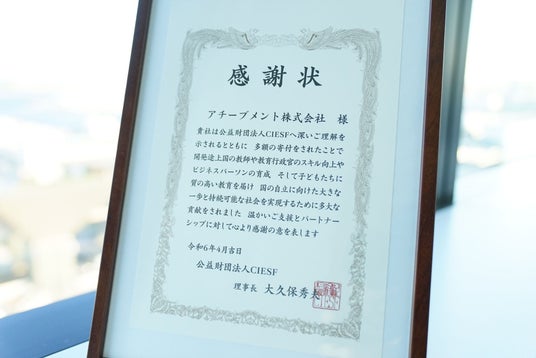 感謝状
アチーブメント株式会社 様
貴社は公益財団法人CIESFへ深いご理解を
示されるとともに 多額の寄付をされたことで
開発途上国の教師や教育行政官のスキル向上や
ビジネスパーソンの育成 そして子どもたちに
質の高い教育を届け 国の自立に向けた大きな
一歩と持続可能な社会を実現するために多大な
貢献をされました 温かいご支援とパートナー
シップに対して心より感謝の意を表します
令和6年4月吉日
公益財団法人CIESF
理事長 大久保秀夫